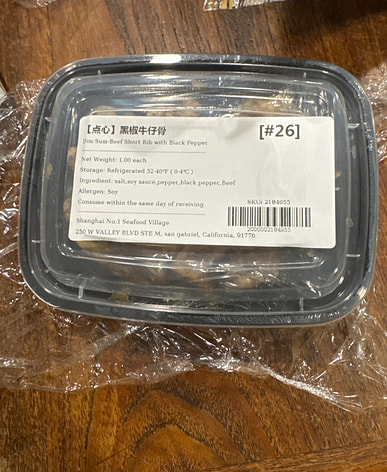 【点心】黑椒牛仔骨
[#26]
Dim Sum-Beef Short Rib with Black Pepper
Net Weight: 1.00 each
Storage: Refrigerated 32-40°F ( 0-4°C )
Ingredient: salt,soy sauce,pepper,black pepper,Beef
Allergen: Soy
Consume within the same day of receiving
SKU: 2184955
2000002184955
Shanghai No.1 Seafood Village
250 W VALLEY BLVD STE M, san gabriel, California, 91776